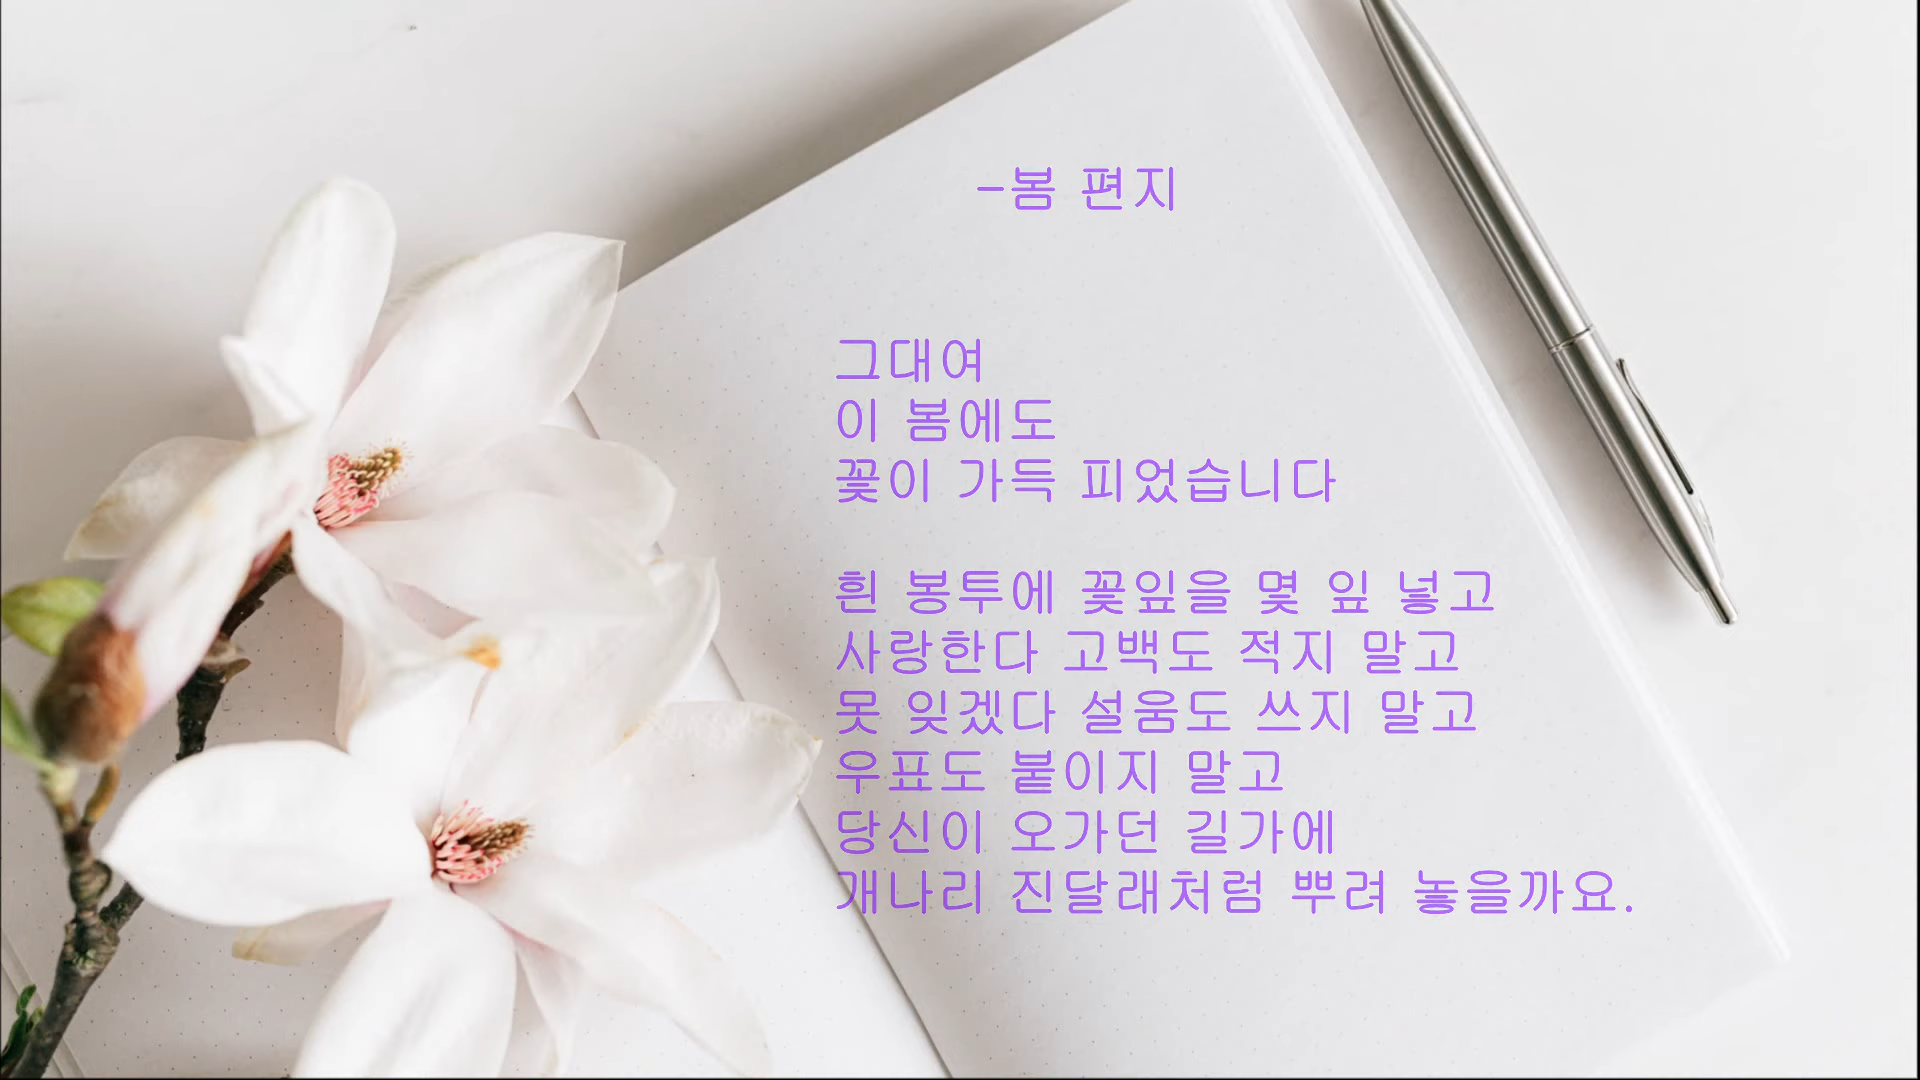 -봄 편지
그대여
이 봄에도
꽃이 가득 피었습니다
흰 봉투에 꽃잎을 몇 잎 넣고
사랑한다 고백도 적지 말고
못 잊겠다 설움도 쓰지 말고
우표도 붙이지 말고
당신이 오가던 길가에
개나리 진달래처럼 뿌려 놓을까요.